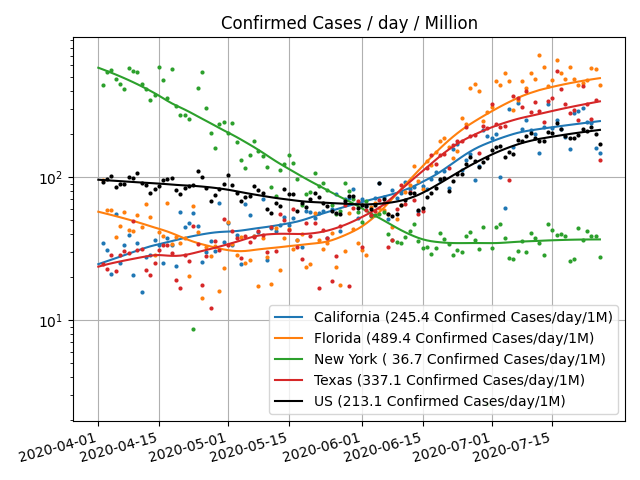 Confirmed Cases / day / Million
10²
10¹
California (245.4 Confirmed Cases/day/1M)
Florida (489.4 Confirmed Cases/day/1M)
New York ( 36.7 Confirmed Cases/day/1M)
Texas (337.1 Confirmed Cases/day/1M)
US (213.1 Confirmed Cases/day/1M)
2020-04-01
2020-04-15
2020-05-01
2020-05-15
2020-06-01
2020-06-15
2020-07-01
2020-07-15